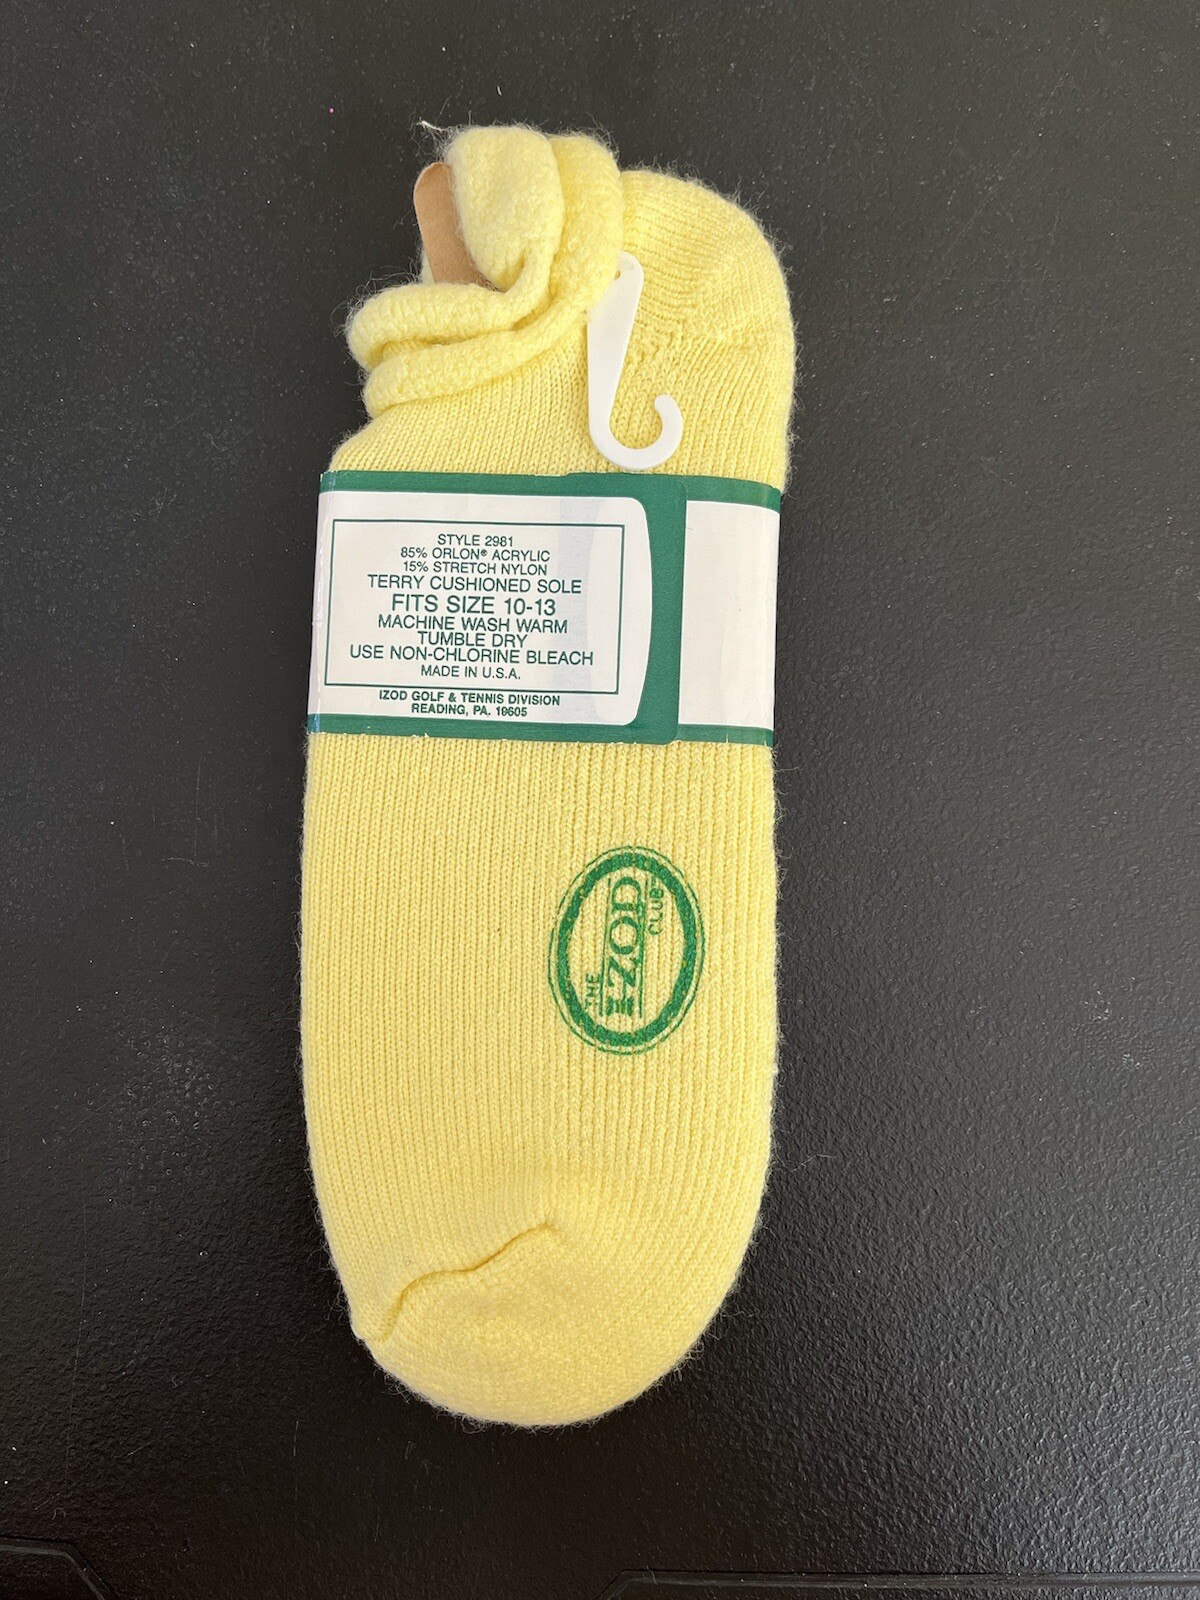 STYLE 2981
85% ORLON® ACRYLIC
15% STRETCH NYLON
TERRY CUSHIONED SOLE
FITS SIZE 10-13
MACHINE WASH WARM
TUMBLE DRY
USE NON-CHLORINE BLEACH
MADE IN U.S.A.
IZOD GOLF & TENNIS DIVISION
READING, PA. 19605
THE
IZOD
CLUB